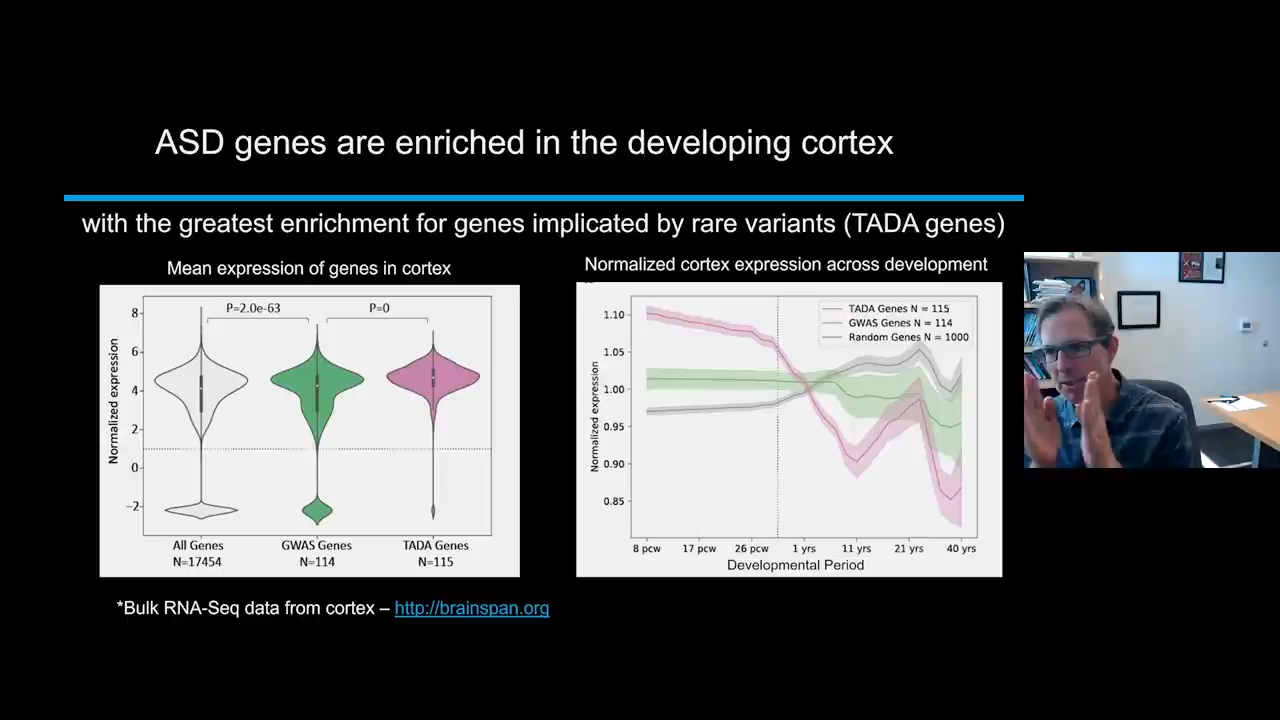 ASD genes are enriched in the developing cortex
with the greatest enrichment for genes implicated by rare variants (TADA genes)
Mean expression of genes in cortex
P=2.0e-63
P=0
Normalized expression
8
6
4
2
0
−2
All Genes
N=17454
GWAS Genes
N=114
TADA Genes
N=115
Normalized cortex expression across development
TADA Genes N = 115
GWAS Genes N = 114
Random Genes N = 1000
Normalized expression
1.10
1.05
1.00
0.95
0.90
0.85
8 pcw
17 pcw
26 pcw
1 yrs
11 yrs
21 yrs
40 yrs
Developmental Period
*Bulk RNA-Seq data from cortex – http://brainspan.org